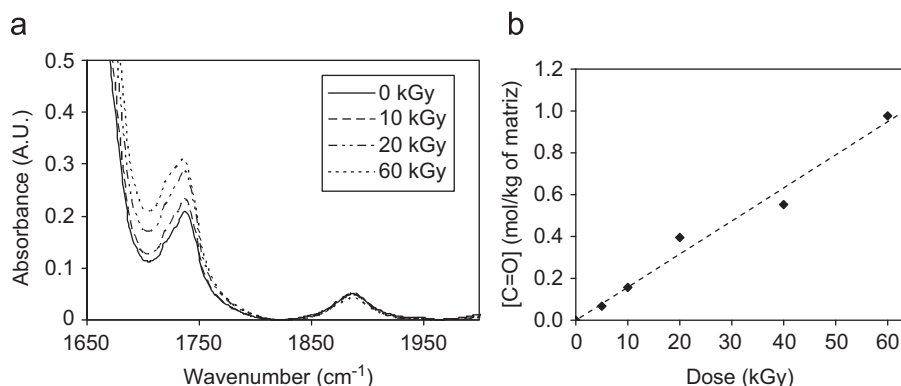 a
0.5
0.4
0.3
0.2
0.1
0
Absorbance (A.U.)
0 kGy
10 kGy
20 kGy
60 kGy
1650 1750 1850 1950
Wavenumber (cm-1)
b
1.2
1.0
0.8
0.6
0.4
0.2
0.0
[C=O] (mol/kg of matriz)
0 10 20 30 40 50 60
Dose (kGy)